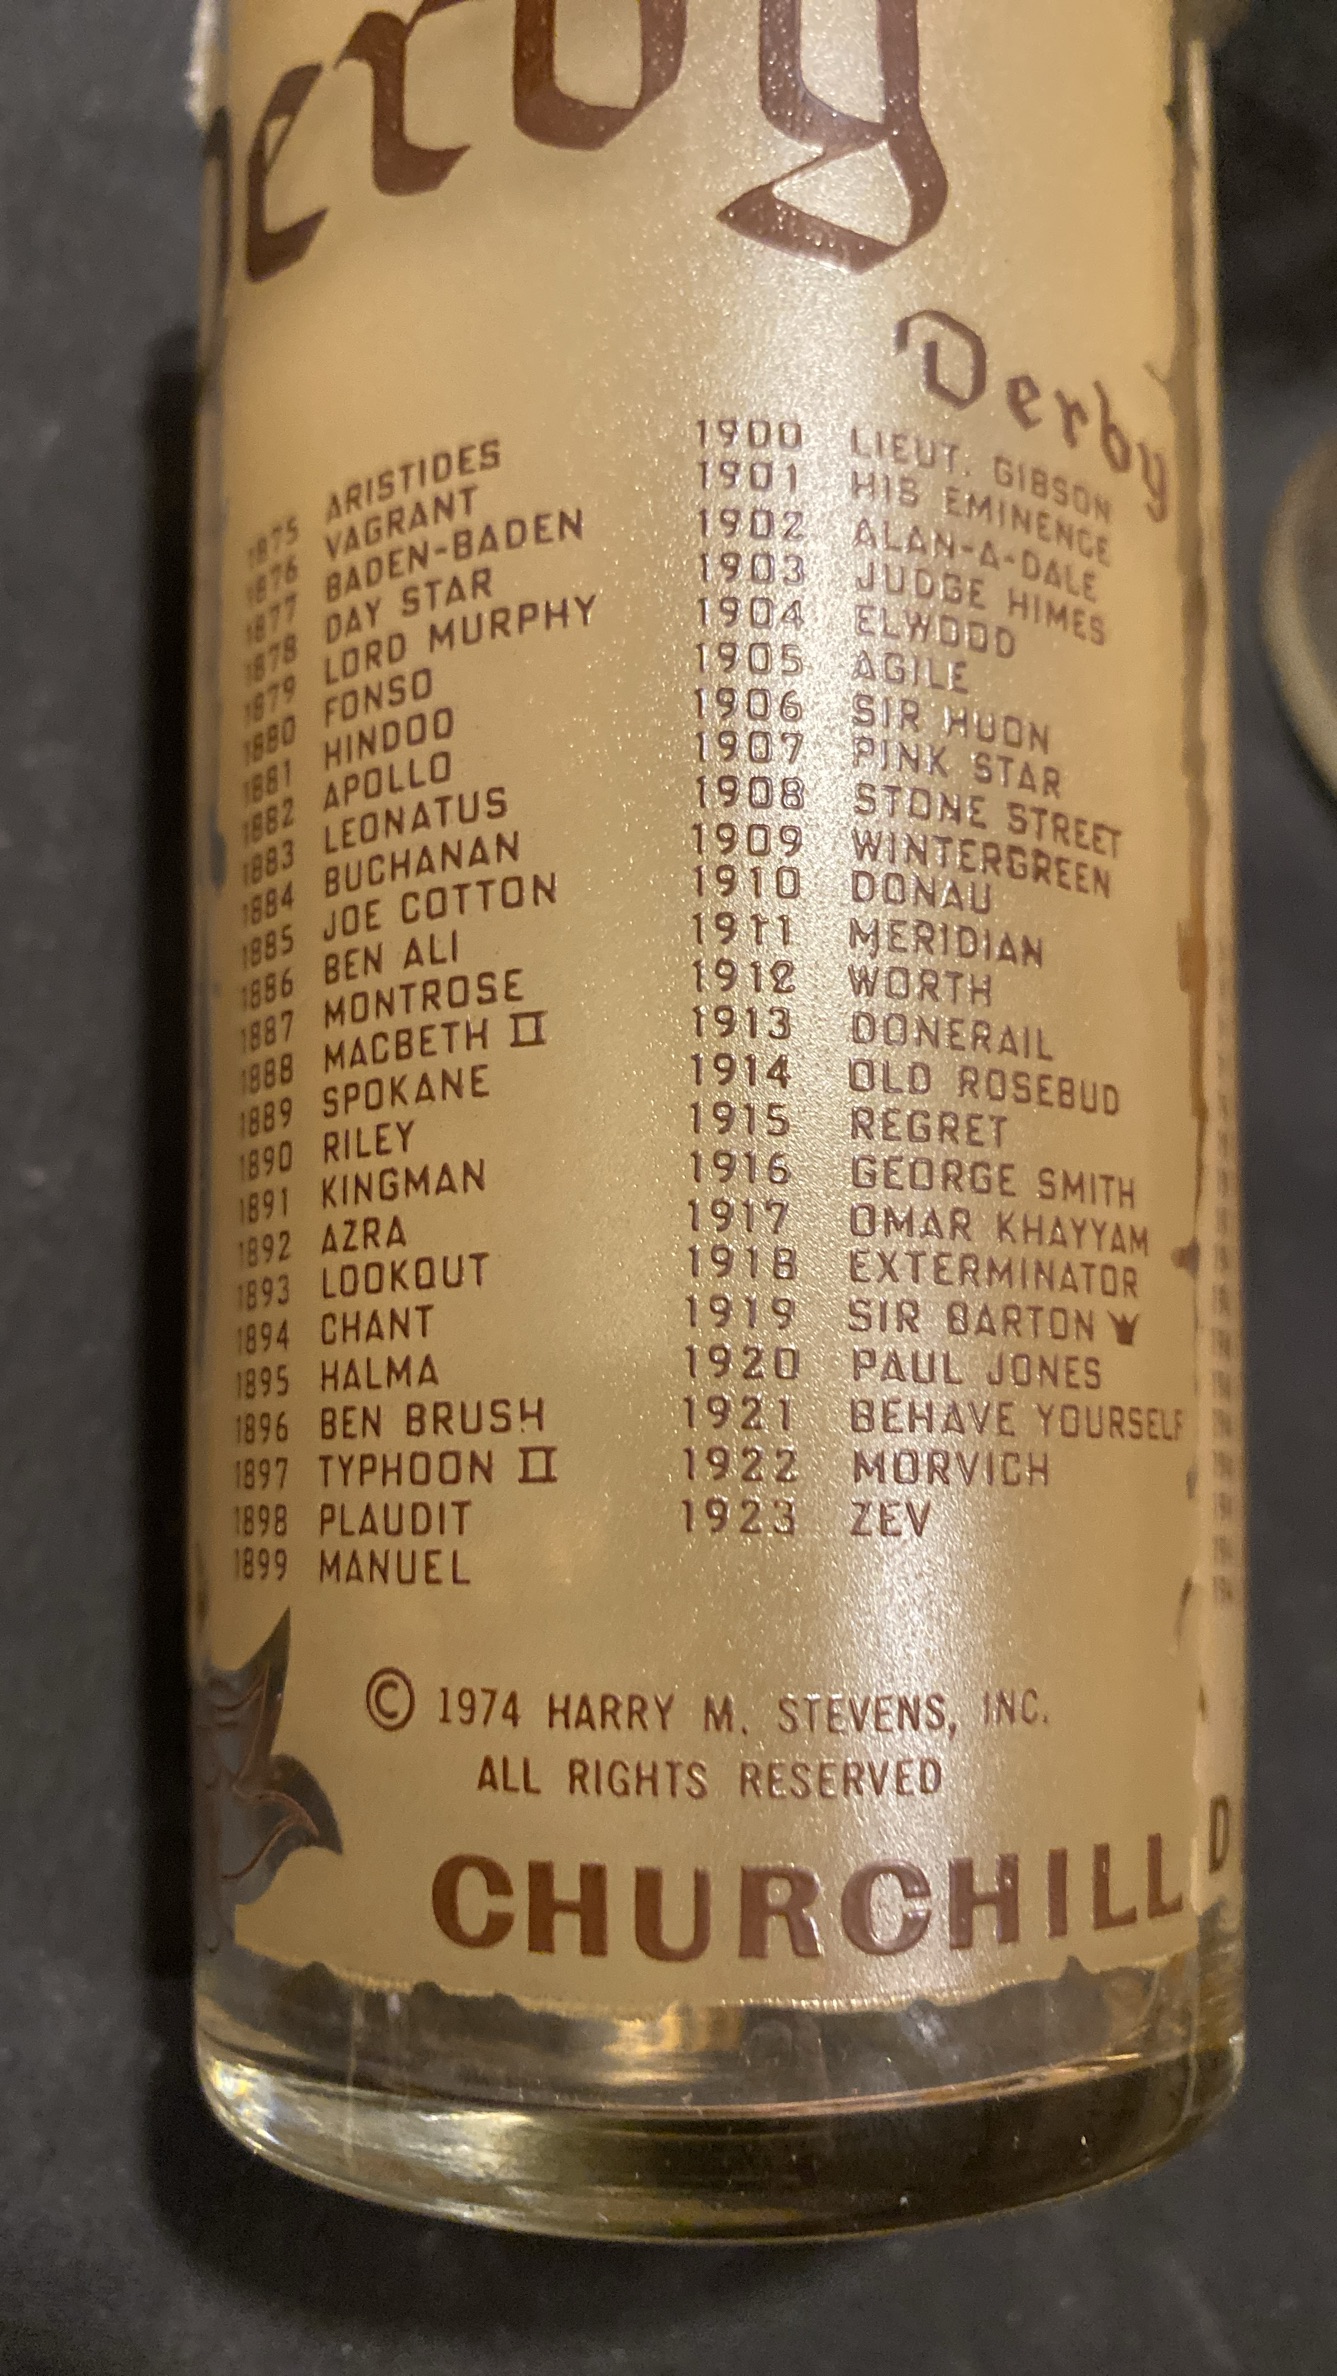 Derby
Derby
1875 ARISTIDES
1876 VAGRANT
1877 BADEN-BADEN
1878 DAY STAR
1879 LORD MURPHY
1880 FONSO
1881 HINDOO
1882 APOLLO
1883 LEONATUS
1884 BUCHANAN
1885 JOE COTTON
1886 BEN ALI
1887 MONTROSE
1888 MACBETH II
1889 SPOKANE
1890 RILEY
1891 KINGMAN
1892 AZRA
1893 LOOKOUT
1894 CHANT
1895 HALMA
1896 BEN BRUSH
1897 TYPHOON II
1898 PLAUDIT
1899 MANUEL
1900 LIEUT. GIBSON
1901 HIS EMINENCE
1902 ALAN-A-DALE
1903 JUDGE HIMES
1904 ELWOOD
1905 AGILE
1906 SIR HUON
1907 PINK STAR
1908 STONE STREET
1909 WINTERGREEN
1910 DONAU
1911 MERIDIAN
1912 WORTH
1913 DONERAIL
1914 OLD ROSEBUD
1915 REGRET
1916 GEORGE SMITH
1917 OMAR KHAYYAM
1918 EXTERMINATOR
1919 SIR BARTON
1920 PAUL JONES
1921 BEHAVE YOURSELF
1922 MORVICH
1923 ZEV
© 1974 HARRY M. STEVENS, INC.
ALL RIGHTS RESERVED
CHURCHILL D